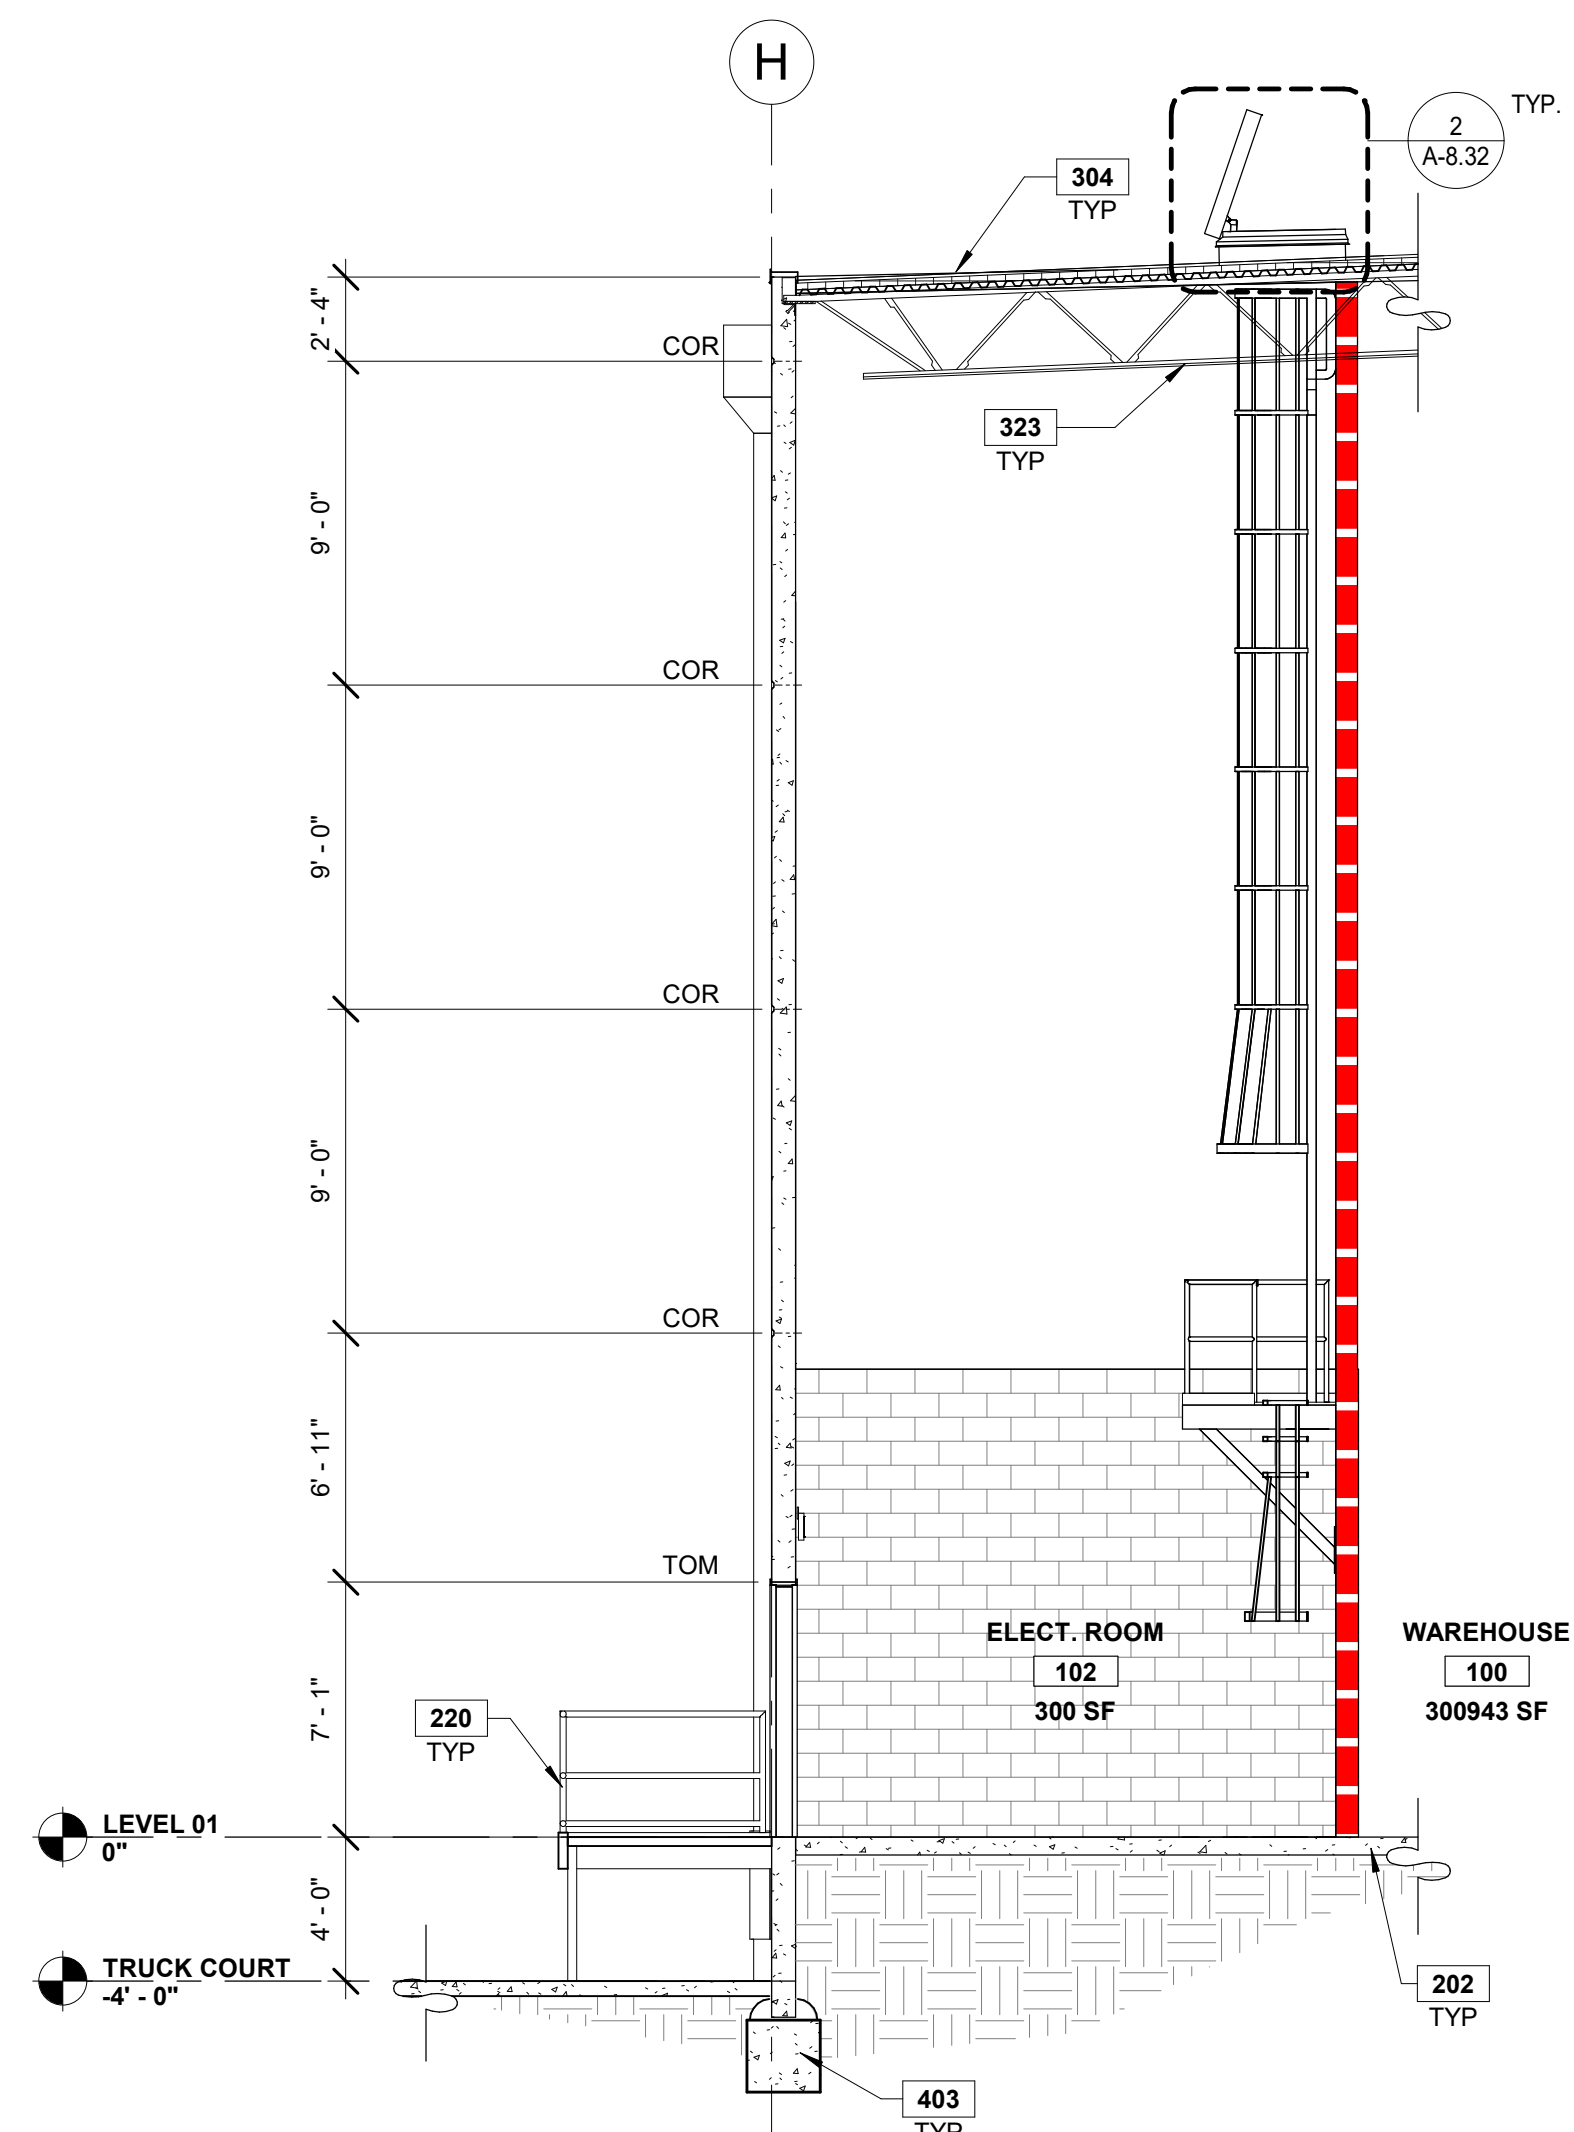 H
TYP.
2
A-8.32
304
TYP
2' - 4"
COR
323
TYP
9' - 0"
COR
9' - 0"
COR
9' - 0"
COR
6' - 11"
TOM
ELECT. ROOM
102
300 SF
WAREHOUSE
100
300943 SF
7' - 1"
220
TYP
LEVEL 01
0"
4' - 0"
TRUCK COURT
-4' - 0"
202
TYP
403
TYP